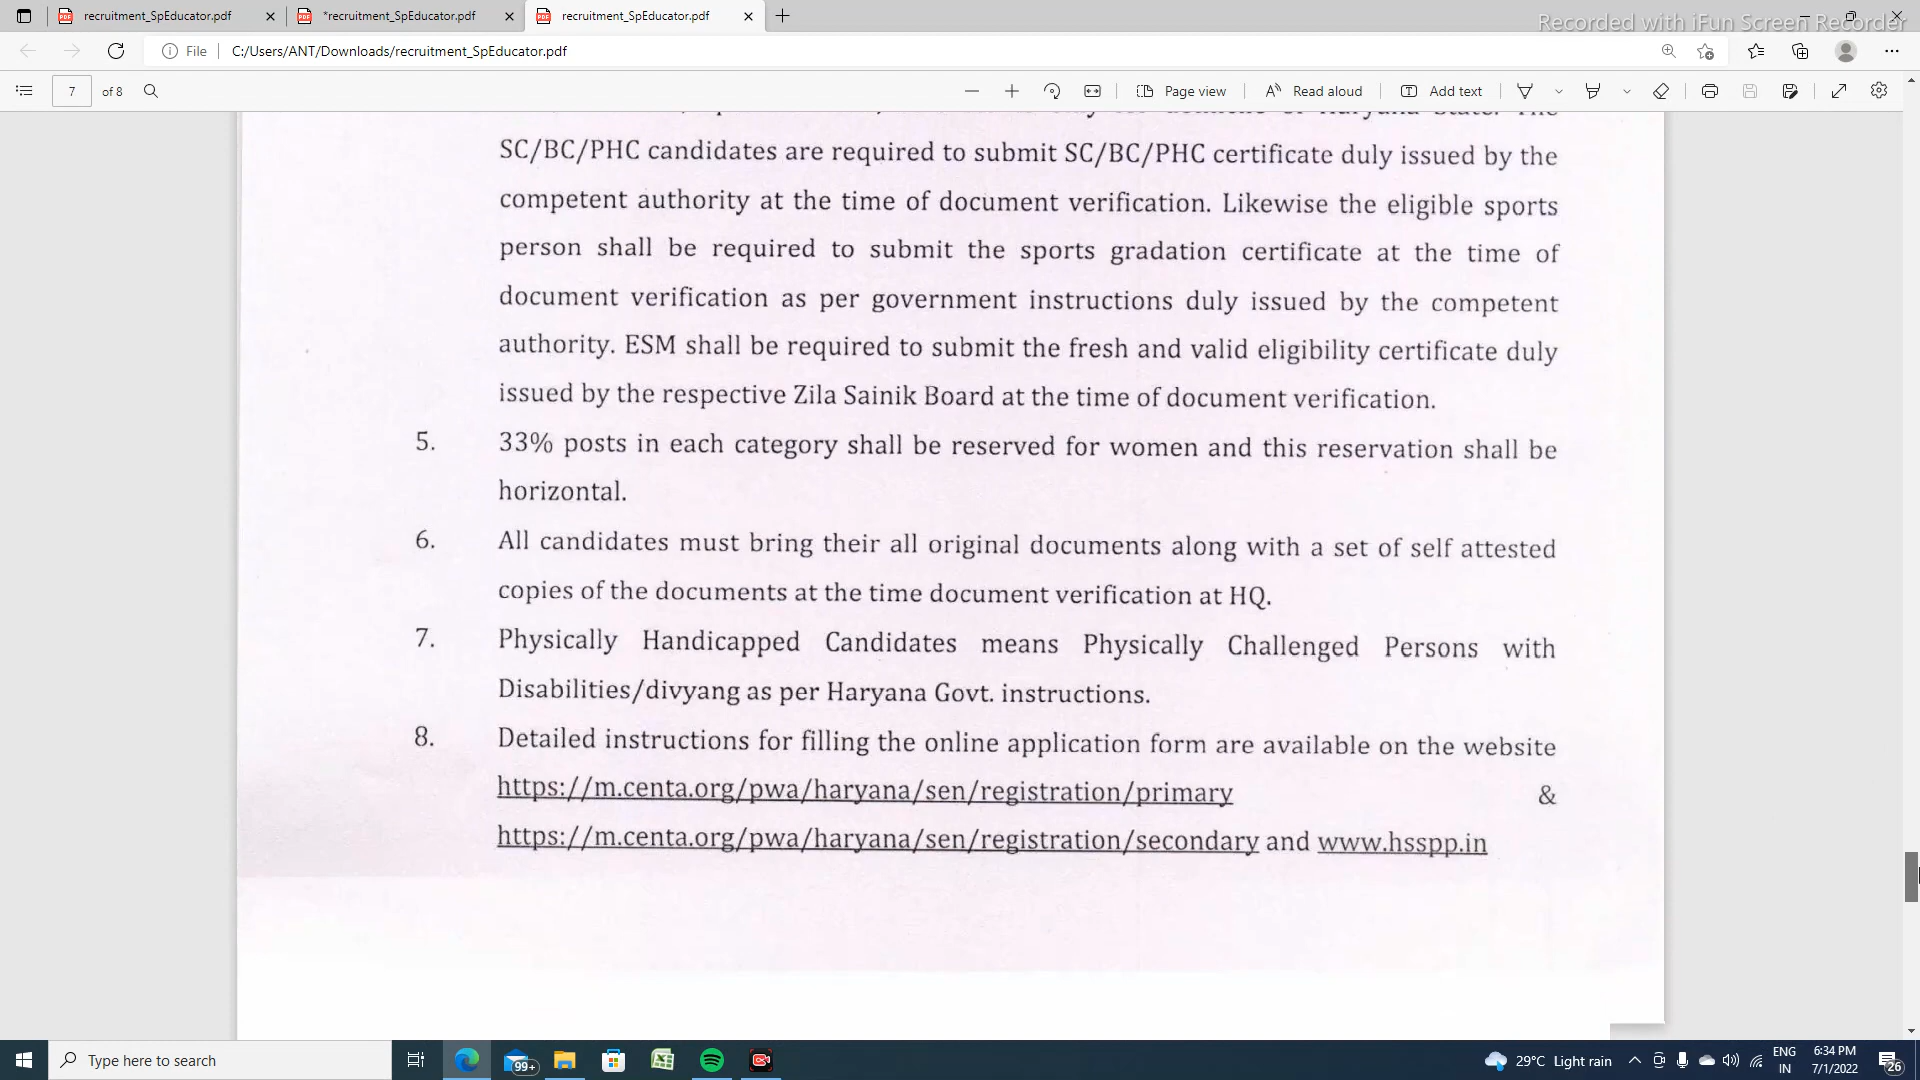 recruitment_SpEducator.pdf
*recruitment_SpEducator.pdf
recruitment_SpEducator.pdf
Recorded with iFun Screen Recorder
File
C:/Users/ANT/Downloads/recruitment_SpEducator.pdf
7 of 8
Page view
Read aloud
Add text
SC/BC/PHC candidates are required to submit SC/BC/PHC certificate duly issued by the
competent authority at the time of document verification. Likewise the eligible sports
person shall be required to submit the sports gradation certificate at the time of
document verification as per government instructions duly issued by the competent
authority. ESM shall be required to submit the fresh and valid eligibility certificate duly
issued by the respective Zila Sainik Board at the time of document verification.
5. 33% posts in each category shall be reserved for women and this reservation shall be
horizontal.
6. All candidates must bring their all original documents along with a set of self attested
copies of the documents at the time document verification at HQ.
7. Physically Handicapped Candidates means Physically Challenged Persons with
Disabilities/divyang as per Haryana Govt. instructions.
8. Detailed instructions for filling the online application form are available on the website
https://m.centa.org/pwa/haryana/sen/registration/primary &
https://m.centa.org/pwa/haryana/sen/registration/secondary and www.hsspp.in
Type here to search
99+
29°C Light rain
ENG
IN
6:34 PM
7/1/2022
26